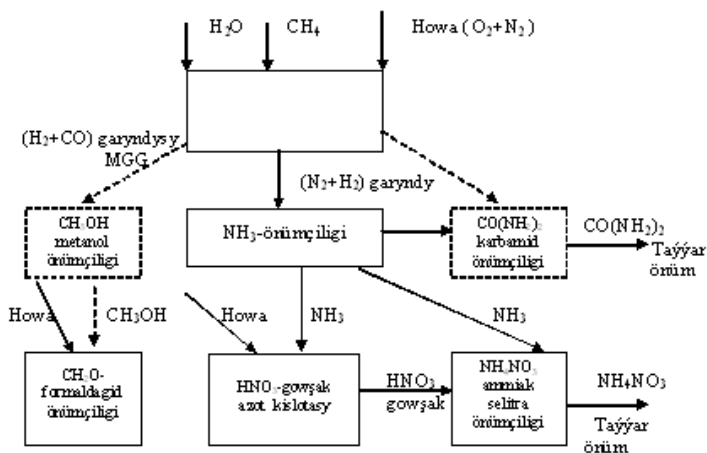 H₂O
CH₄
Howa ( O₂+N₂ )
(H₂+CO) garyndysy
MGG
(N₂+H₂) garyndy
CH₃OH
metanol
önümçiligi
NH₃-önümçiligi
CO(NH₂)₂
karbamid
önümçiligi
CO(NH₂)₂
Taýýar
önüm
Howa
CH₃OH
Howa
NH₃
NH₃
CH₂O-
formaldagid
önümçiligi
HNO₃-gowşak
azot kislotasy
HNO₃
gowşak
NH₄NO₃
ammiak
selitra
önümçiligi
NH₄NO₃
Taýýar
önüm